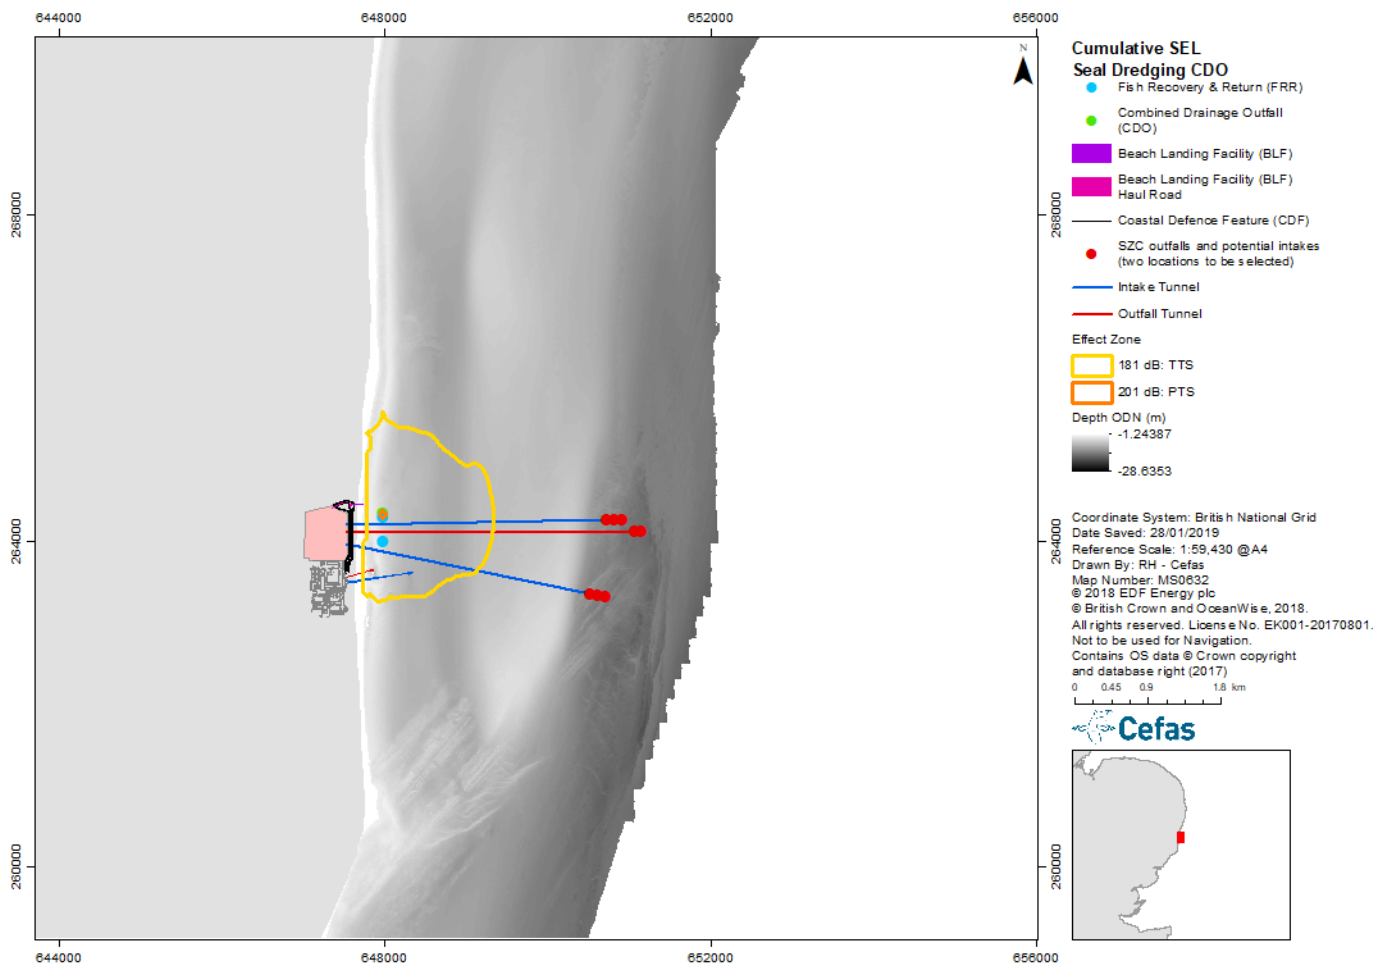 644000
648000
652000
656000
268000
264000
260000
268000
264000
260000
644000
648000
652000
656000
N
Cumulative SEL
Seal Dredging CDO
Fish Recovery & Return (FRR)
Combined Drainage Outfall
(CDO)
Beach Landing Facility (BLF)
Beach Landing Facility (BLF)
Haul Road
Coastal Defence Feature (CDF)
SZC outfalls and potential intakes
(two locations to be selected)
Intake Tunnel
Outfall Tunnel
Effect Zone
181 dB: TTS
201 dB: PTS
Depth ODN (m)
-1.24387
-28.6353
Coordinate System: British National Grid
Date Saved: 28/01/2019
Reference Scale: 1:59,430 @A4
Drawn By: RH - Cefas
Map Number: MS0632
© 2018 EDF Energy plc
© British Crown and OceanWise, 2018.
All rights reserved. License No. EK001-20170801.
Not to be used for Navigation.
Contains OS data © Crown copyright
and database right (2017)
0 0.45 0.9 1.8 km
Cefas